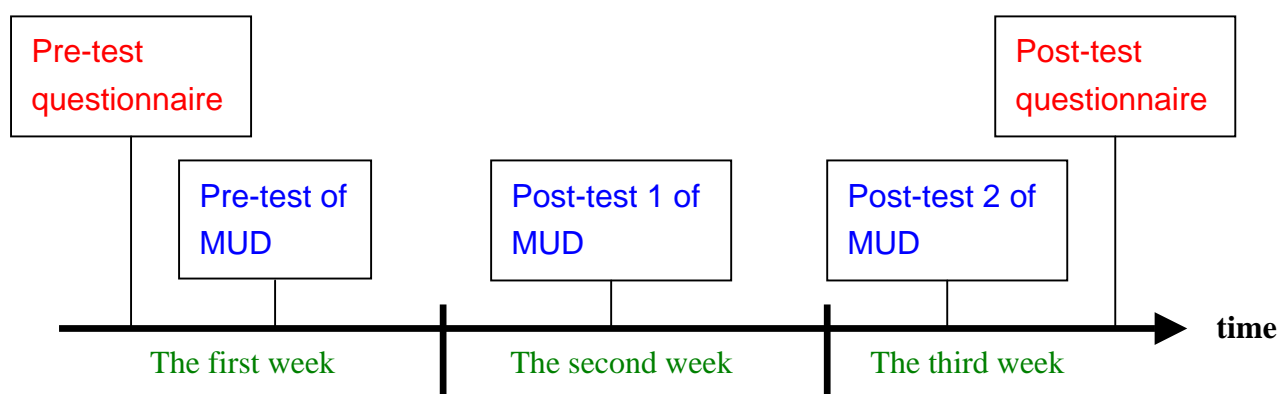 Pre-test
questionnaire
Post-test
questionnaire
Pre-test of
MUD
Post-test 1 of
MUD
Post-test 2 of
MUD
time
The first week
The second week
The third week